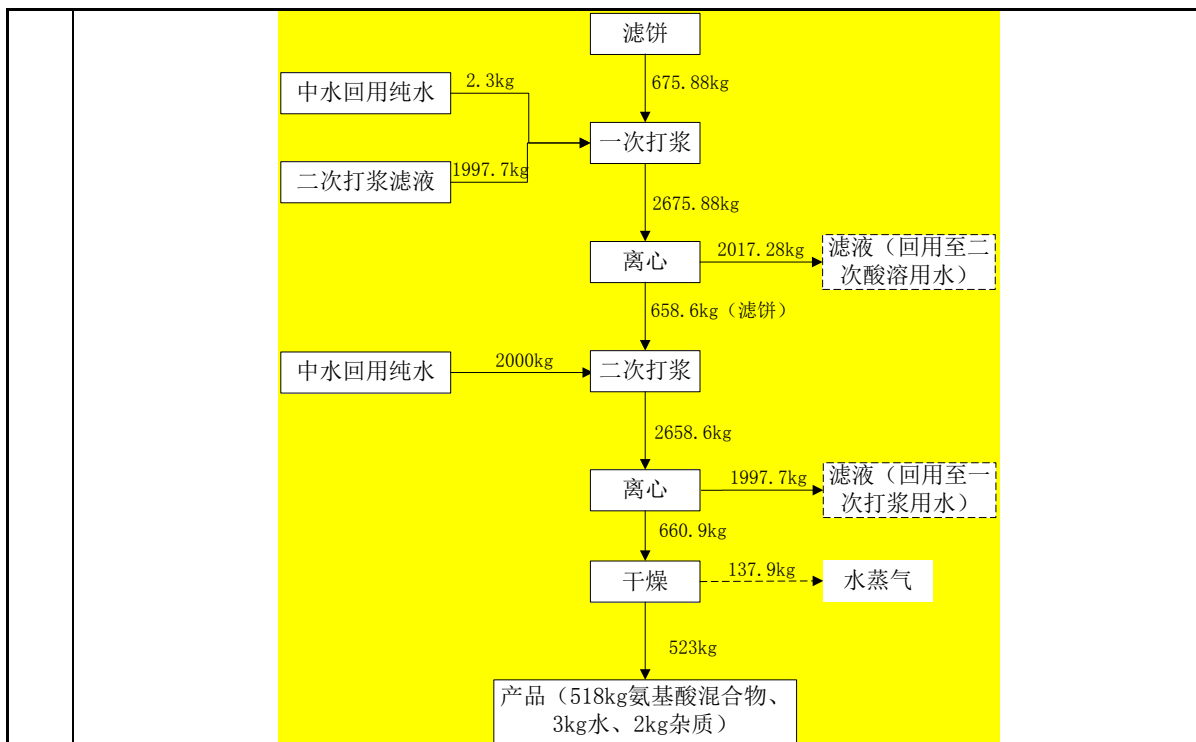 滤饼
675.88kg
中水回用纯水
2.3kg
一次打浆
二次打浆滤液
1997.7kg
2675.88kg
离心
2017.28kg
滤液（回用至二
次酸溶用水）
658.6kg（滤饼）
中水回用纯水
2000kg
二次打浆
2658.6kg
离心
1997.7kg
滤液（回用至一
次打浆用水）
660.9kg
干燥
137.9kg
水蒸气
523kg
产品（518kg氨基酸混合物、
3kg水、2kg杂质）